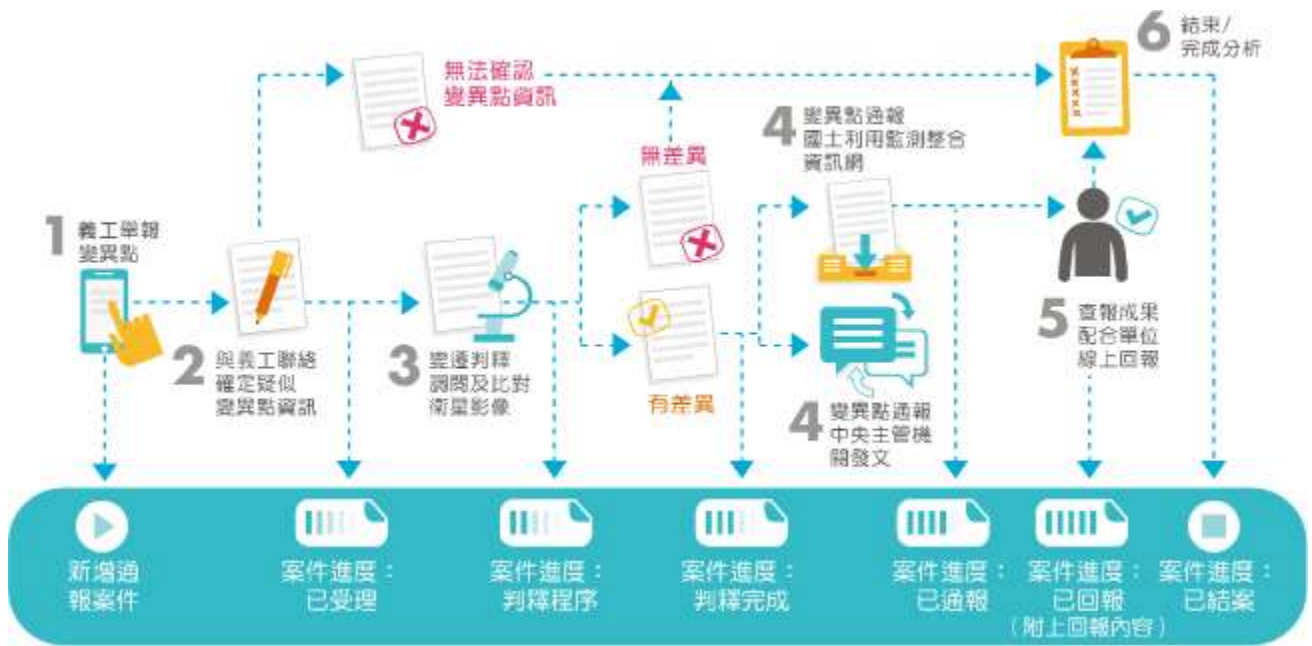 6 結束/
完成分析
無法確認
變異點資訊
4 變異點通報
國土利用監測整合
資訊網
無差異
1 義工舉報
變異點
2 與義工聯絡
確定疑似
變異點資訊
3 變遷判釋
調閱及比對
衛星影像
有差異
4 變異點通報
中央主管機
關發文
5 查報成果
配合單位
線上回報
新增通
報案件
案件進度：
已受理
案件進度：
判釋程序
案件進度：
判釋完成
案件進度：
已通報
案件進度：
已回報
（附上回報內容）
案件進度：
已結案